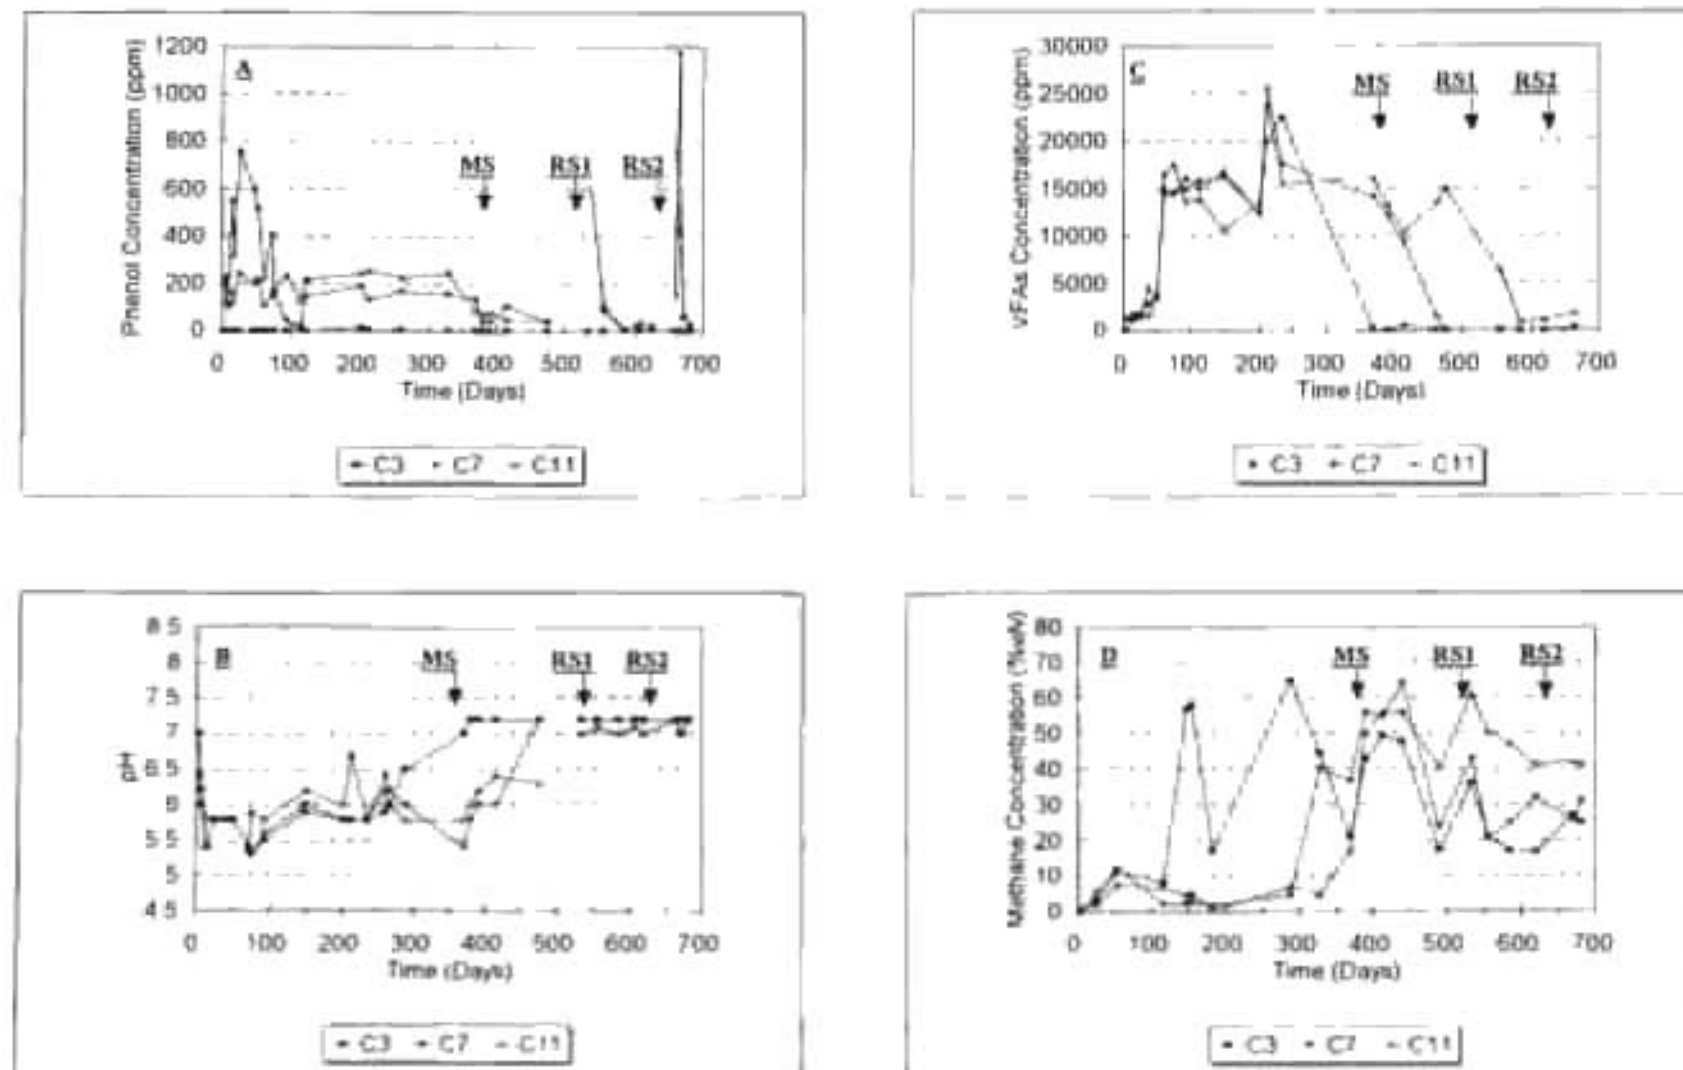 1200
1000
800
600
400
200
0
Phenol Concentration (ppm)
A
MS RS1 RS2
0 100 200 300 400 500 600 700
Time (Days)
C3 C7 C11
30000
25000
20000
15000
10000
5000
0
VFAs Concentration (ppm)
C
MS RS1 RS2
0 100 200 300 400 500 600 700
Time (Days)
C3 C7 C11
8.5
8
7.5
7
6.5
6
5.5
5
4.5
pH
B
MS RS1 RS2
0 100 200 300 400 500 600 700
Time (Days)
C3 C7 C11
80
70
60
50
40
30
20
10
0
Methane Concentration (%v/v)
D
MS RS1 RS2
0 100 200 300 400 500 600 700
Time (Days)
C3 C7 C11